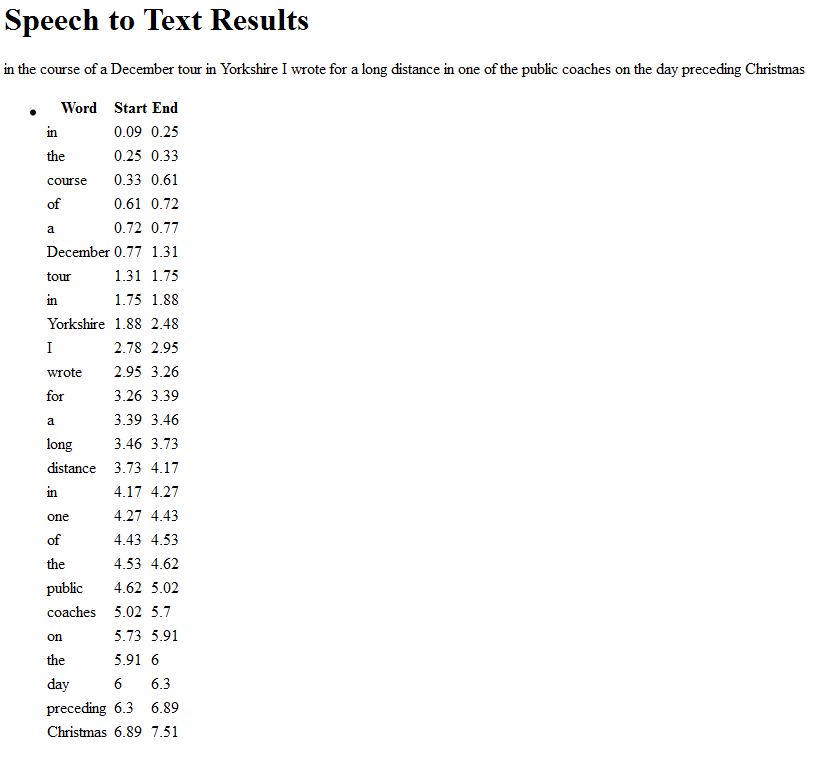 Speech to Text Results
in the course of a December tour in Yorkshire I wrote for a long distance in one of the public coaches on the day preceding Christmas
• Word Start End
in 0.09 0.25
the 0.25 0.33
course 0.33 0.61
of 0.61 0.72
a 0.72 0.77
December 0.77 1.31
tour 1.31 1.75
in 1.75 1.88
Yorkshire 1.88 2.48
I 2.78 2.95
wrote 2.95 3.26
for 3.26 3.39
a 3.39 3.46
long 3.46 3.73
distance 3.73 4.17
in 4.17 4.27
one 4.27 4.43
of 4.43 4.53
the 4.53 4.62
public 4.62 5.02
coaches 5.02 5.7
on 5.73 5.91
the 5.91 6
day 6 6.3
preceding 6.3 6.89
Christmas 6.89 7.51